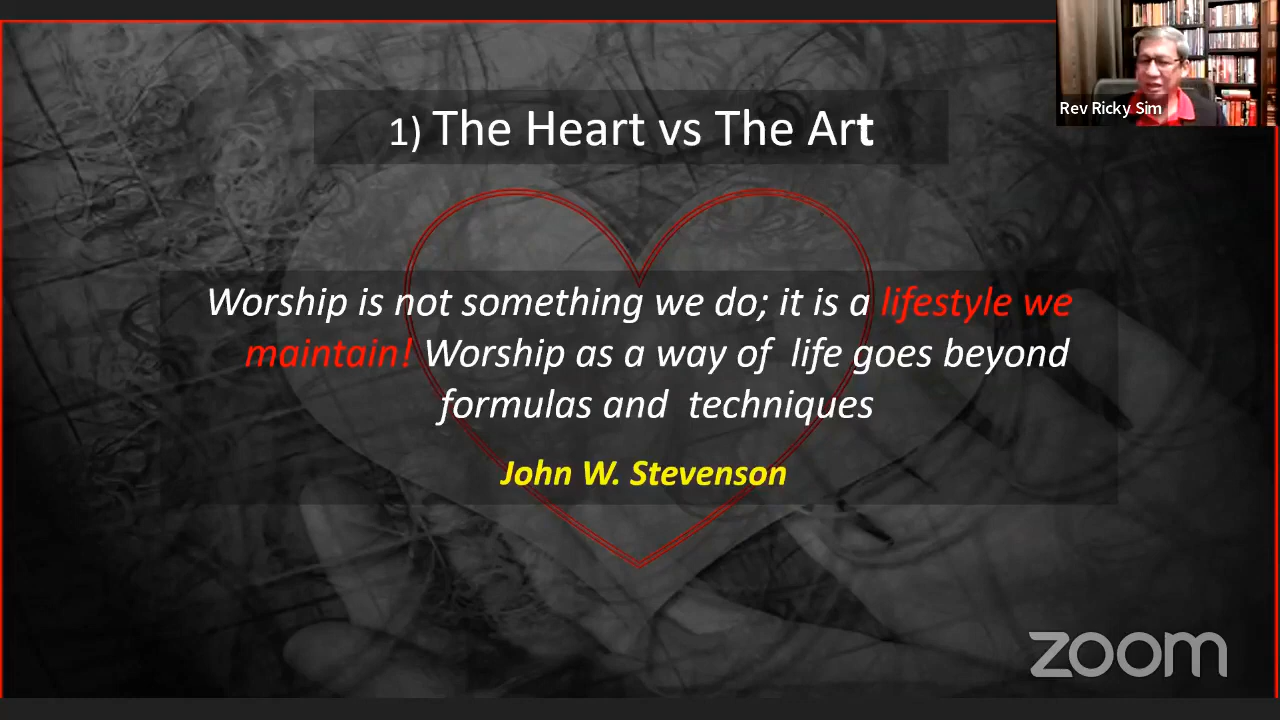 Rev Ricky Sim
1) The Heart vs The Art
Worship is not something we do; it is a lifestyle we
maintain! Worship as a way of life goes beyond
formulas and techniques
John W. Stevenson
zoom